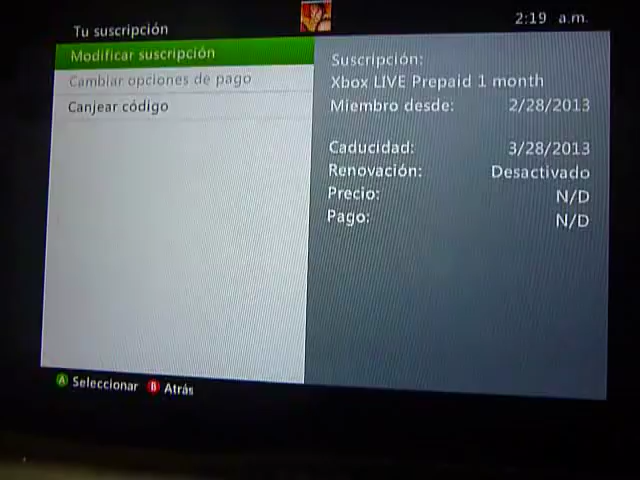 Tu suscripción
2:19 a.m.
Modificar suscripción
Cambiar opciones de pago
Canjear código
Suscripción:
Xbox LIVE Prepaid 1 month
Miembro desde: 2/28/2013
Caducidad: 3/28/2013
Renovación: Desactivado
Precio: N/D
Pago: N/D
A Seleccionar B Atrás